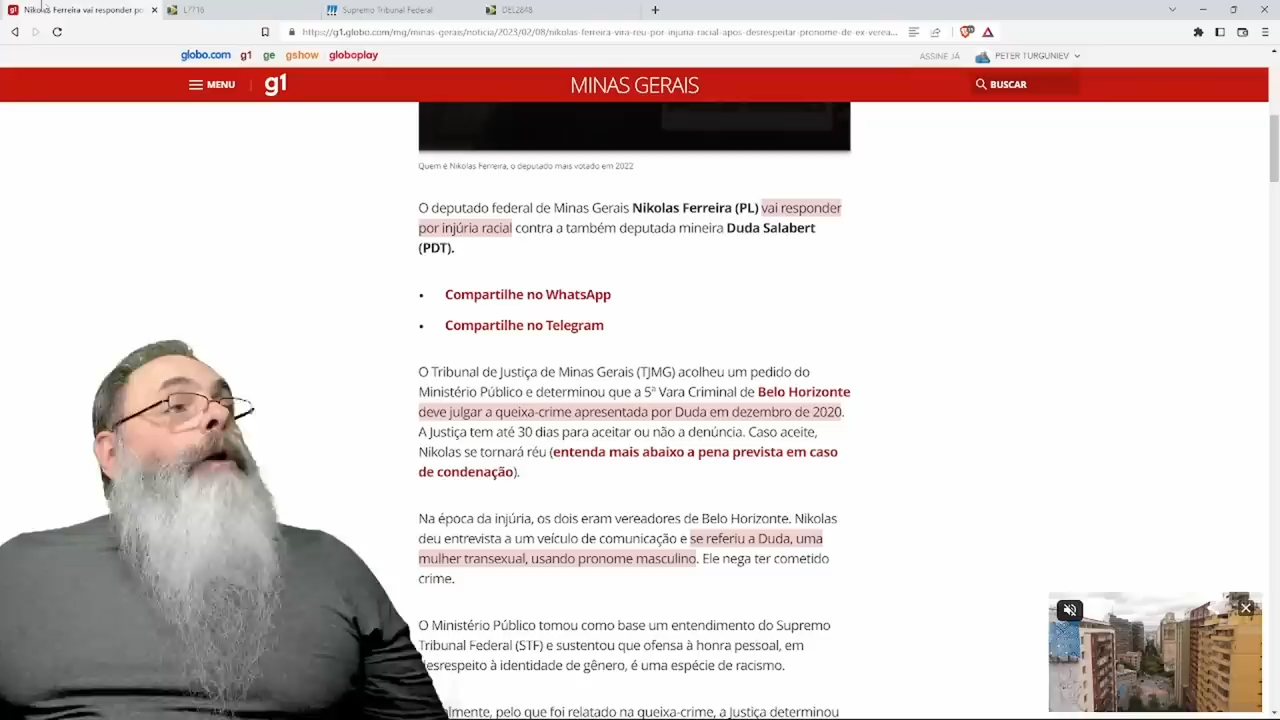 Nikolas Ferreira vai responder po
L7716
Supremo Tribunal Federal
DEL2848
https://g1.globo.com/mg/minas-gerais/noticia/2023/02/08/nikolas-ferreira-vira-reu-por-injuria-racial-apos-desrespeitar-pronome-de-ex-verea...
globo.com g1 ge gshow globoplay
ASSINE JÁ
PETER TURGUNIEV
MENU
g1
MINAS GERAIS
BUSCAR
Quem é Nikolas Ferreira, o deputado mais votado em 2022
O deputado federal de Minas Gerais Nikolas Ferreira (PL) vai responder
por injúria racial contra a também deputada mineira Duda Salabert
(PDT).
• Compartilhe no WhatsApp
• Compartilhe no Telegram
O Tribunal de Justiça de Minas Gerais (TJMG) acolheu um pedido do
Ministério Público e determinou que a 5ª Vara Criminal de Belo Horizonte
deve julgar a queixa-crime apresentada por Duda em dezembro de 2020.
A Justiça tem até 30 dias para aceitar ou não a denúncia. Caso aceite,
Nikolas se tornará réu (entenda mais abaixo a pena prevista em caso
de condenação).
Na época da injúria, os dois eram vereadores de Belo Horizonte. Nikolas
deu entrevista a um veículo de comunicação e se referiu a Duda, uma
mulher transexual, usando pronome masculino. Ele nega ter cometido
crime.
O Ministério Público tomou como base um entendimento do Supremo
Tribunal Federal (STF) e sustentou que ofensa à honra pessoal, em
desrespeito à identidade de gênero, é uma espécie de racismo.
lmente, pelo que foi relatado na queixa-crime, a Justiça determinou